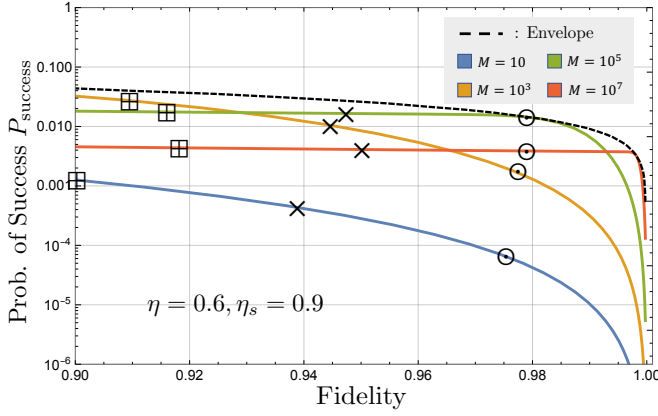 Prob. of Success P_success
1
0.100
0.010
0.001
10⁻⁴
10⁻⁵
10⁻⁶
: Envelope
M = 10
M = 10⁵
M = 10³
M = 10⁷
η = 0.6, ηₛ = 0.9
0.90 0.92 0.94 0.96 0.98 1.00
Fidelity